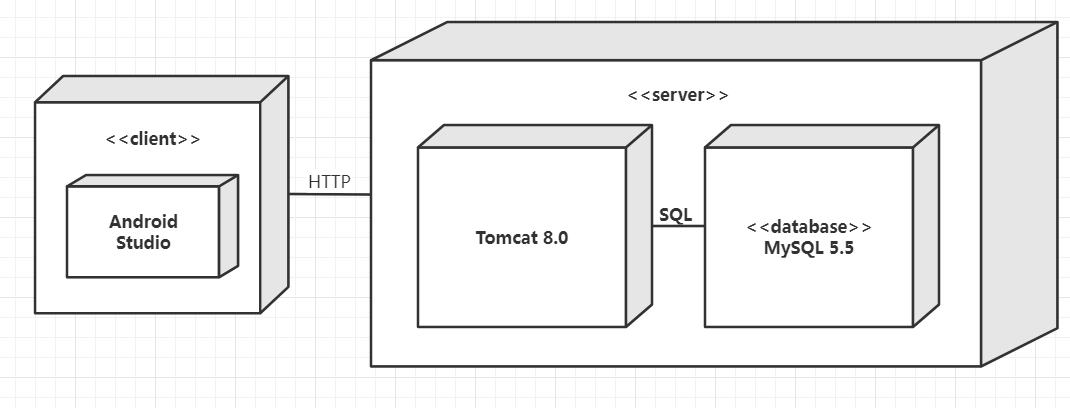 <<client>>
Android
Studio
HTTP
<<server>>
Tomcat 8.0
SQL
<<database>>
MySQL 5.5